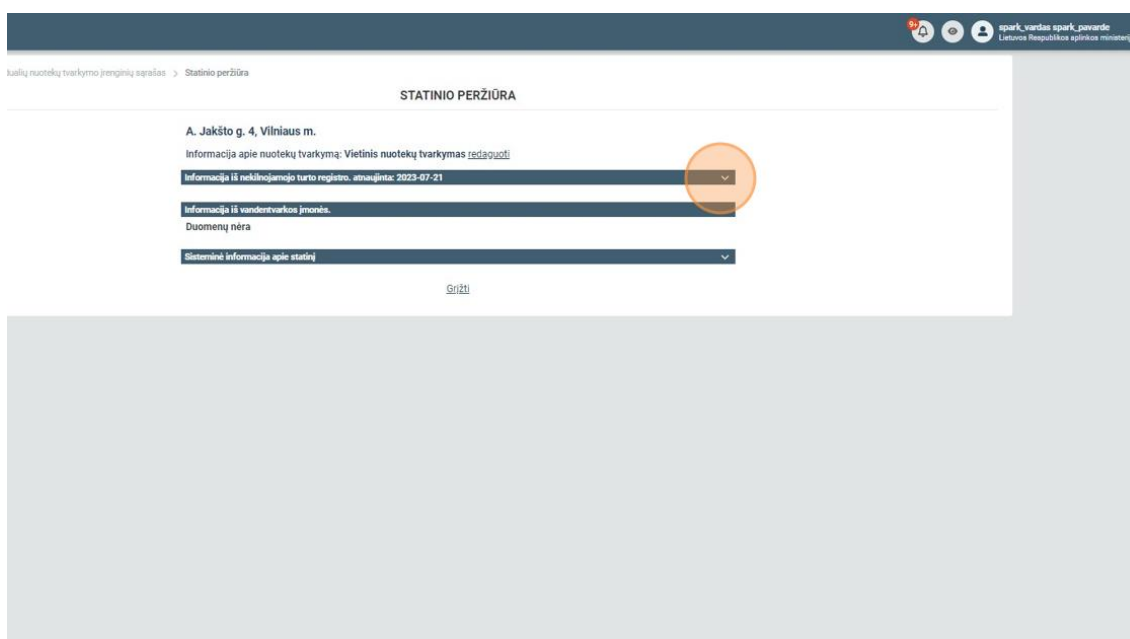 9+
spark_vardas spark_pavarde
Lietuvos Respublikos aplinkos ministerij
dualių nuotekų tvarkymo įrenginių sąrašas > Statinio peržiūra
STATINIO PERŽIŪRA
A. Jakšto g. 4, Vilniaus m.
Informacija apie nuotekų tvarkymą: Vietinis nuotekų tvarkymas redaguoti
Informacija iš nekilnojamojo turto registro. atnaujinta: 2023-07-21
Informacija iš vandentvarkos įmonės.
Duomenų nėra
Sisteminė informacija apie statinį
Grįžti